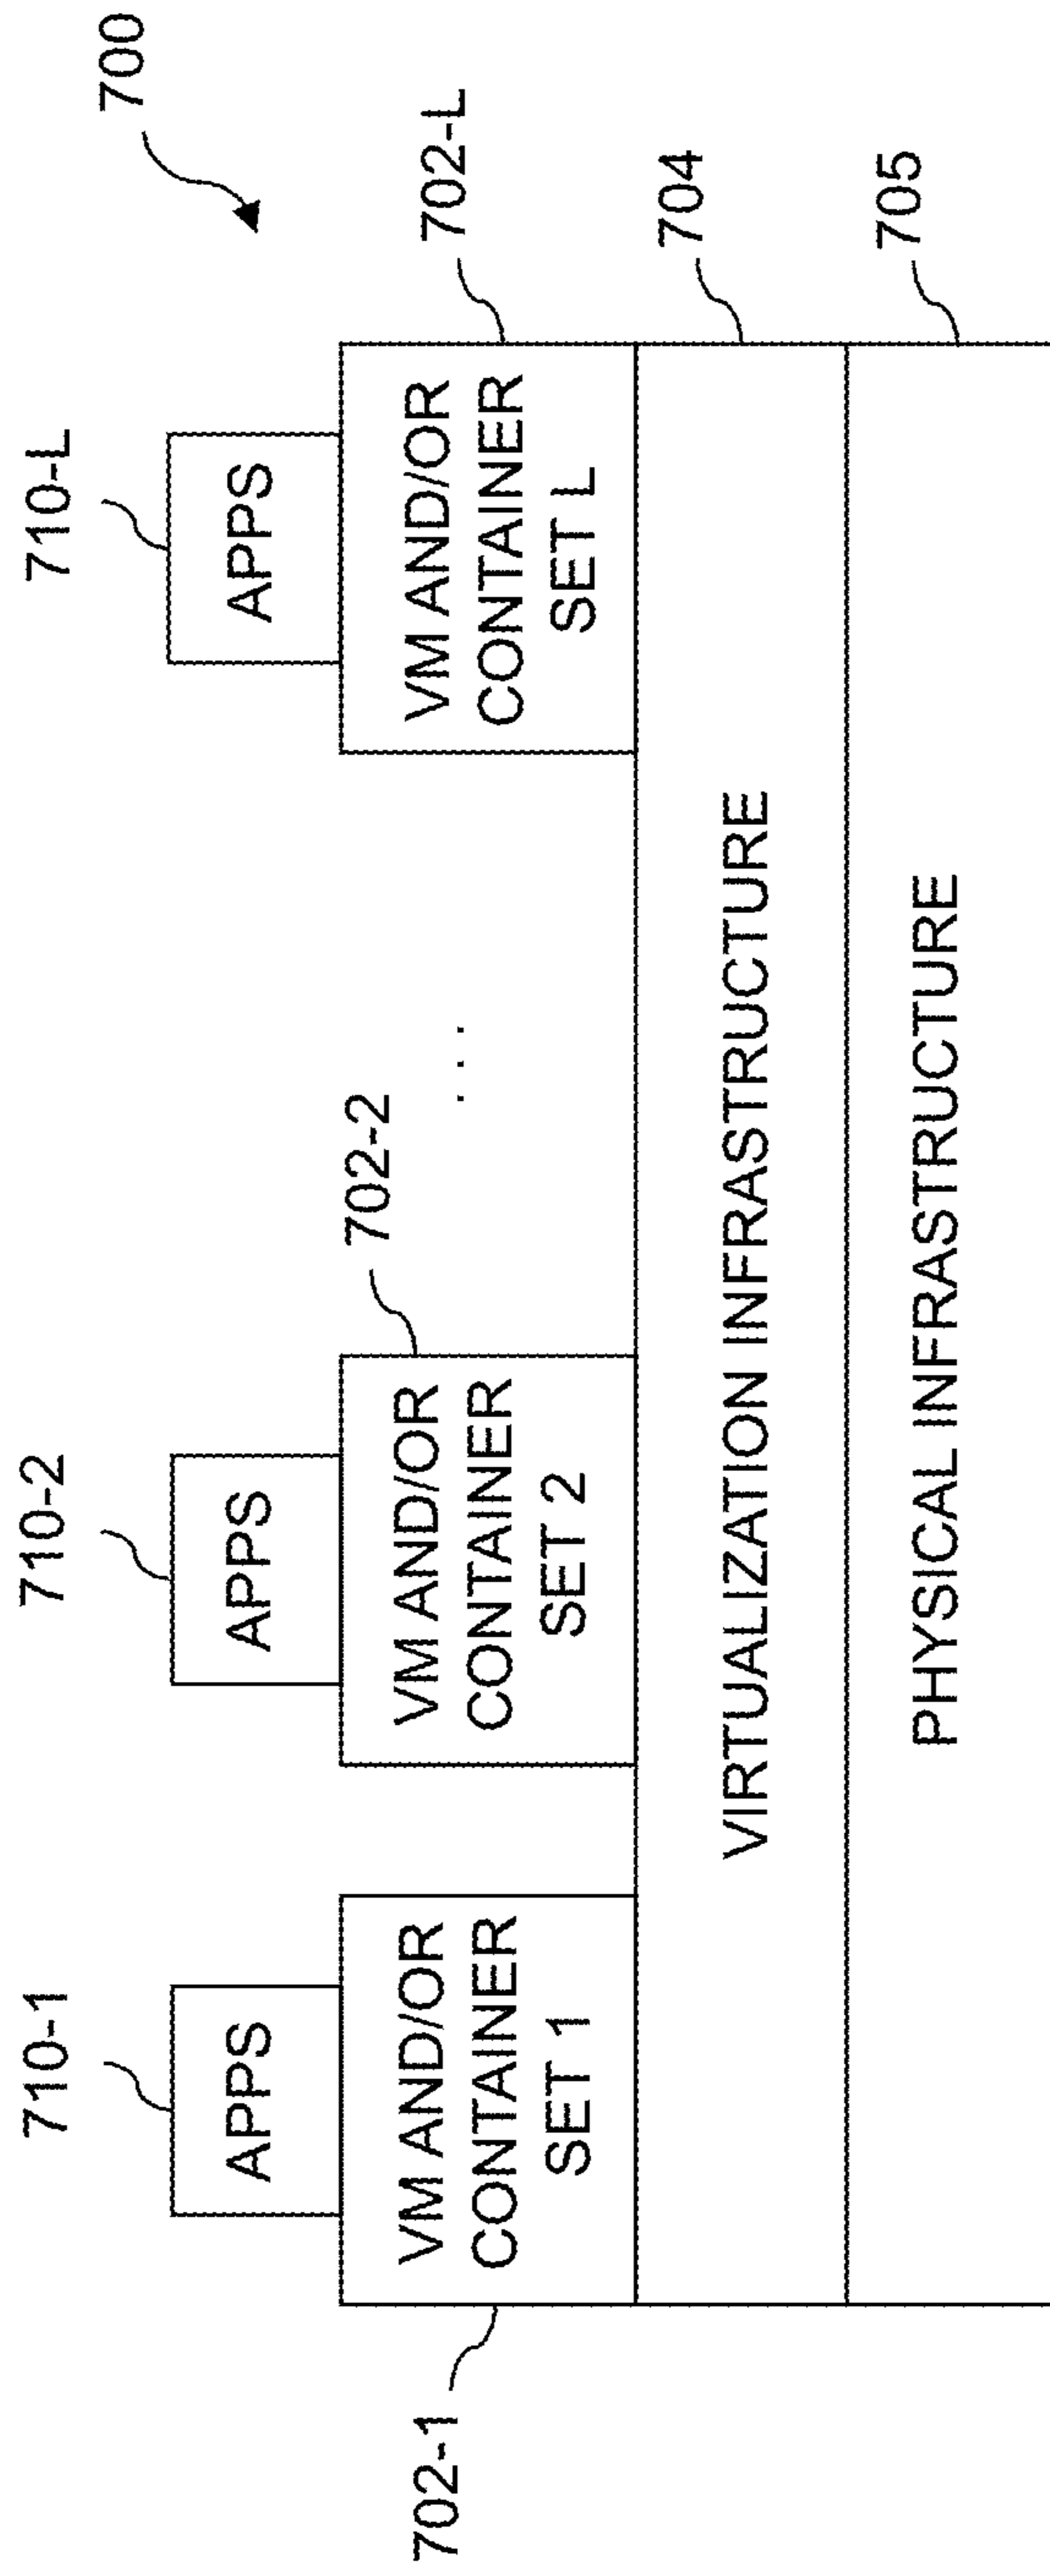 700
710-1
710-2
710-L
APPS
APPS
APPS
702-1
VM AND/OR
CONTAINER
SET 1
702-2
VM AND/OR
CONTAINER
SET 2
. . .
702-L
VM AND/OR
CONTAINER
SET L
VIRTUALIZATION INFRASTRUCTURE
704
PHYSICAL INFRASTRUCTURE
705